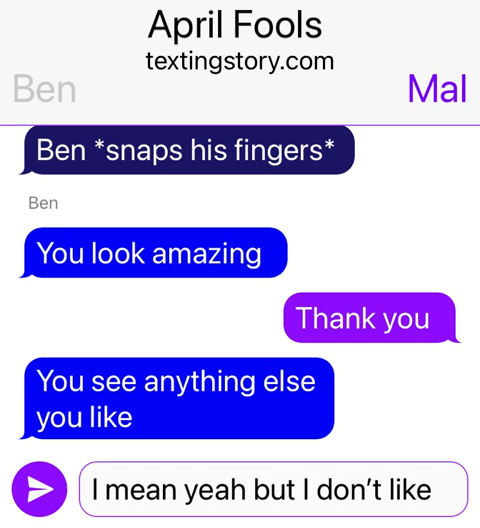 April Fools
textingstory.com
Ben
Mal
Ben *snaps his fingers*
Ben
You look amazing
Thank you
You see anything else
you like
I mean yeah but I don’t like